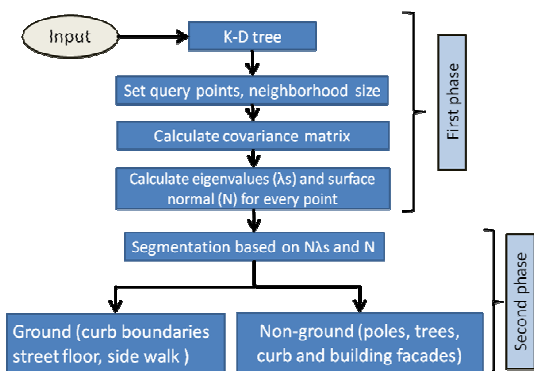 Input
K-D tree
Set query points, neighborhood size
Calculate covariance matrix
Calculate eigenvalues (λs) and surface
normal (N) for every point
First phase
Segmentation based on Nλs and N
Ground (curb boundaries
street floor, side walk )
Non-ground (poles, trees,
curb and building facades)
Second phase